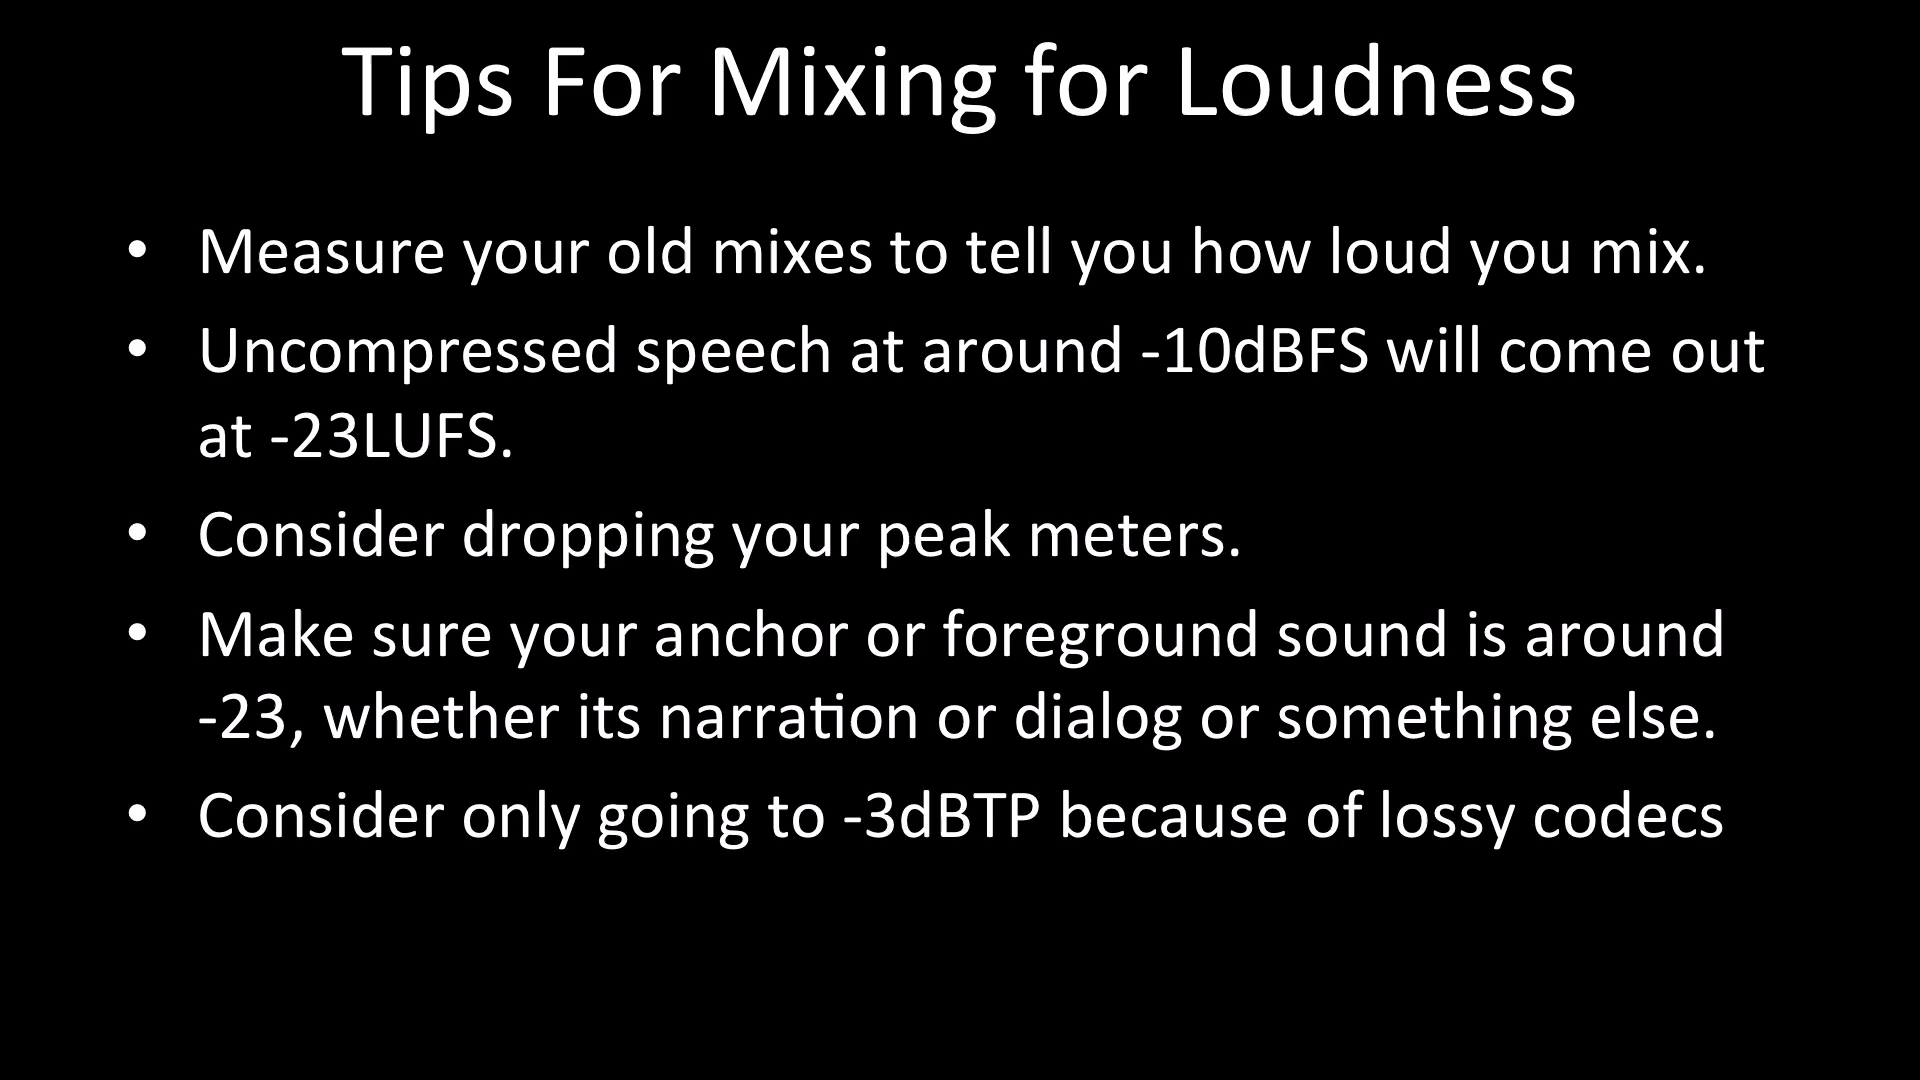 Tips For Mixing for Loudness
• Measure your old mixes to tell you how loud you mix.
• Uncompressed speech at around -10dBFS will come out
at -23LUFS.
• Consider dropping your peak meters.
• Make sure your anchor or foreground sound is around
-23, whether its narration or dialog or something else.
• Consider only going to -3dBTP because of lossy codecs